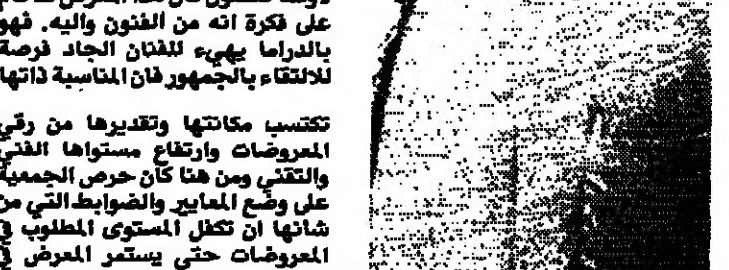 على فكرة انه من الفنون واليه. فهو
بالدراما يهيء للفنان الجاد فرصة
للالتقاء بالجمهور فان المناسبة ذاتها
تكتسب مكانتها وتقديرها من رقي
المعروضات وارتفاع مستواها الفني
والتقني ومن هنا كان حرص الجمعية
على وضع المعايير والضوابط التي من
شانها ان تكفل المستوى المطلوب في
المعروضات حتى يستمر المعرض في